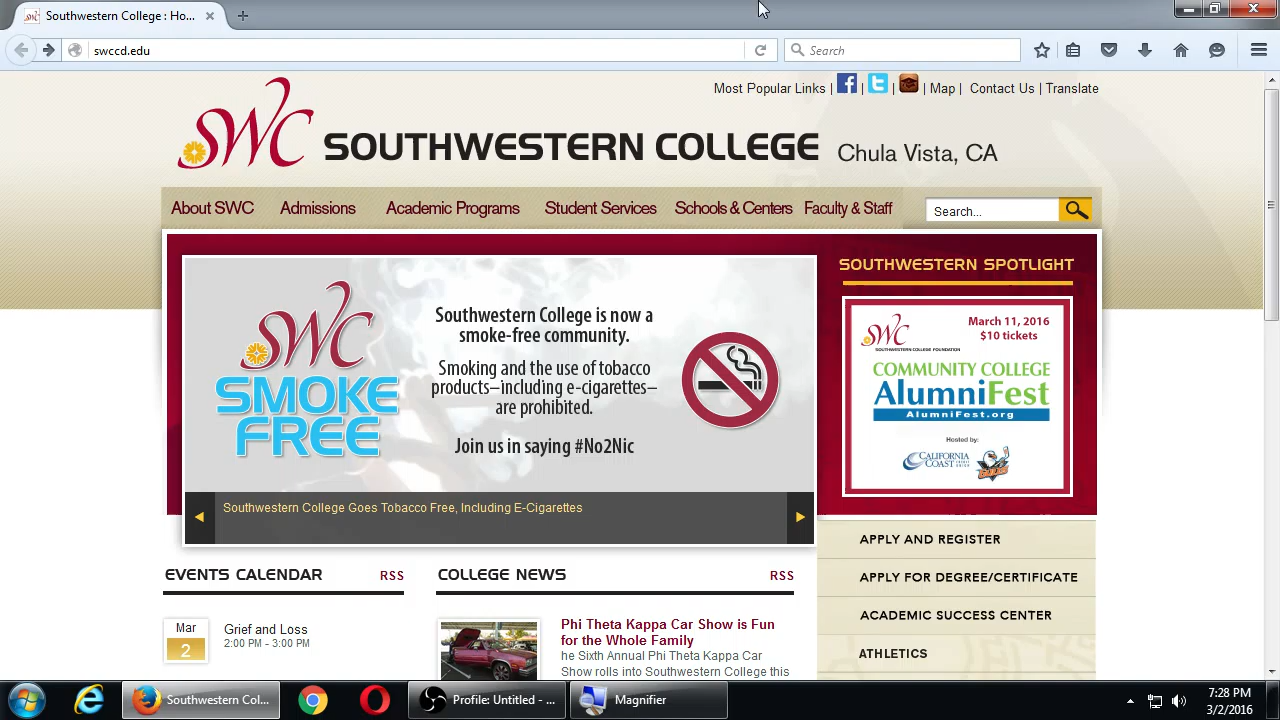 Southwestern College : Ho...
swccd.edu
Search
Most Popular Links | | | | Map | Contact Us | Translate
SWC SOUTHWESTERN COLLEGE Chula Vista, CA
About SWC Admissions Academic Programs Student Services Schools & Centers Faculty & Staff
Search...
SWC
SMOKE
FREE
Southwestern College is now a
smoke-free community.
Smoking and the use of tobacco
products–including e-cigarettes–
are prohibited.
Join us in saying #No2Nic
Southwestern College Goes Tobacco Free, Including E-Cigarettes
SOUTHWESTERN SPOTLIGHT
SWC
SOUTHWESTERN COLLEGE FOUNDATION
March 11, 2016
$10 tickets
COMMUNITY COLLEGE
AlumniFest
AlumniFest.org
Hosted by:
CALIFORNIA
COAST
APPLY AND REGISTER
APPLY FOR DEGREE/CERTIFICATE
ACADEMIC SUCCESS CENTER
ATHLETICS
EVENTS CALENDAR RSS
Mar
2
Grief and Loss
2:00 PM - 3:00 PM
COLLEGE NEWS RSS
Phi Theta Kappa Car Show is Fun
for the Whole Family
he Sixth Annual Phi Theta Kappa Car
Show rolls into Southwestern College this
Southwestern Col...
Profile: Untitled - ...
Magnifier
7:28 PM
3/2/2016